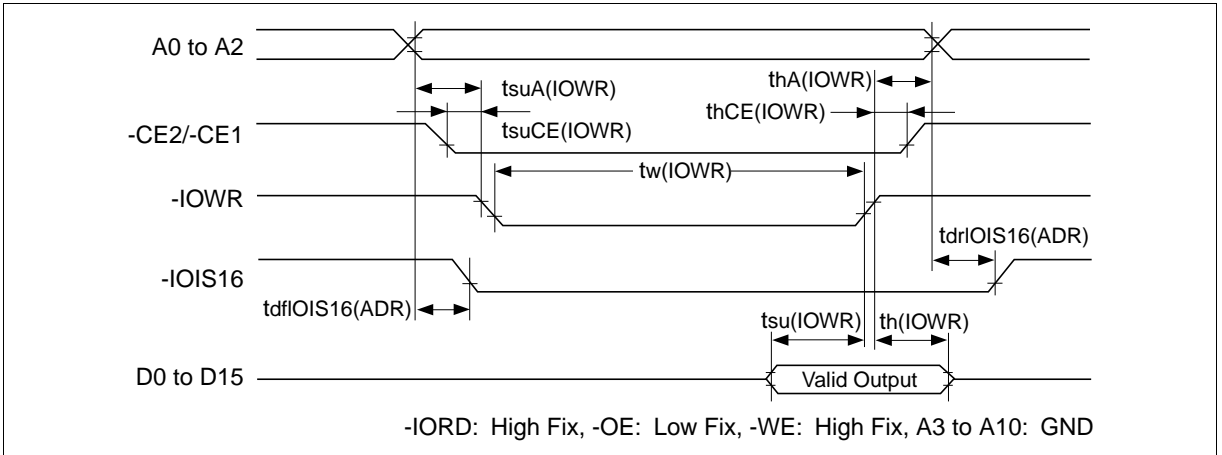 A0 to A2
tsuA(IOWR)
thA(IOWR)
thCE(IOWR)
-CE2/-CE1
tsuCE(IOWR)
tw(IOWR)
-IOWR
tdrIOIS16(ADR)
-IOIS16
tdfIOIS16(ADR)
tsu(IOWR)
th(IOWR)
D0 to D15
Valid Output
-IORD: High Fix, -OE: Low Fix, -WE: High Fix, A3 to A10: GND